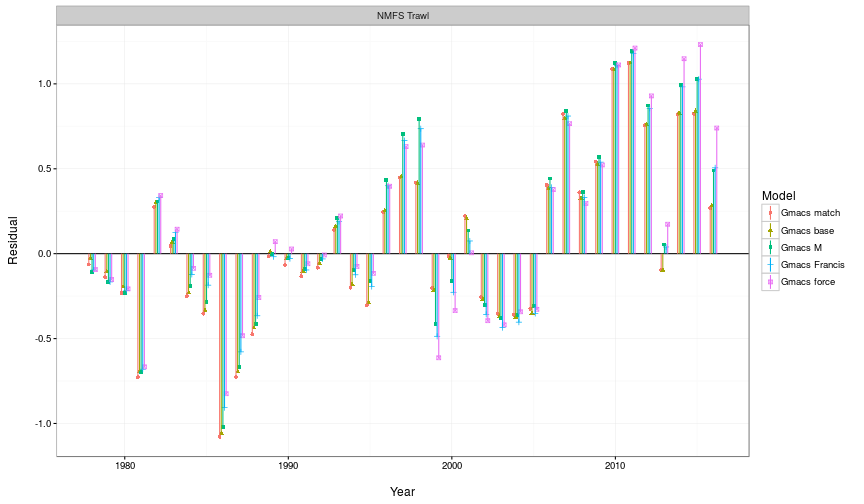 NMFS Trawl
1.0
0.5
0.0
-0.5
-1.0
Residual
1980
1990
2000
2010
Year
Model
Gmacs match
Gmacs base
Gmacs M
Gmacs Francis
Gmacs force